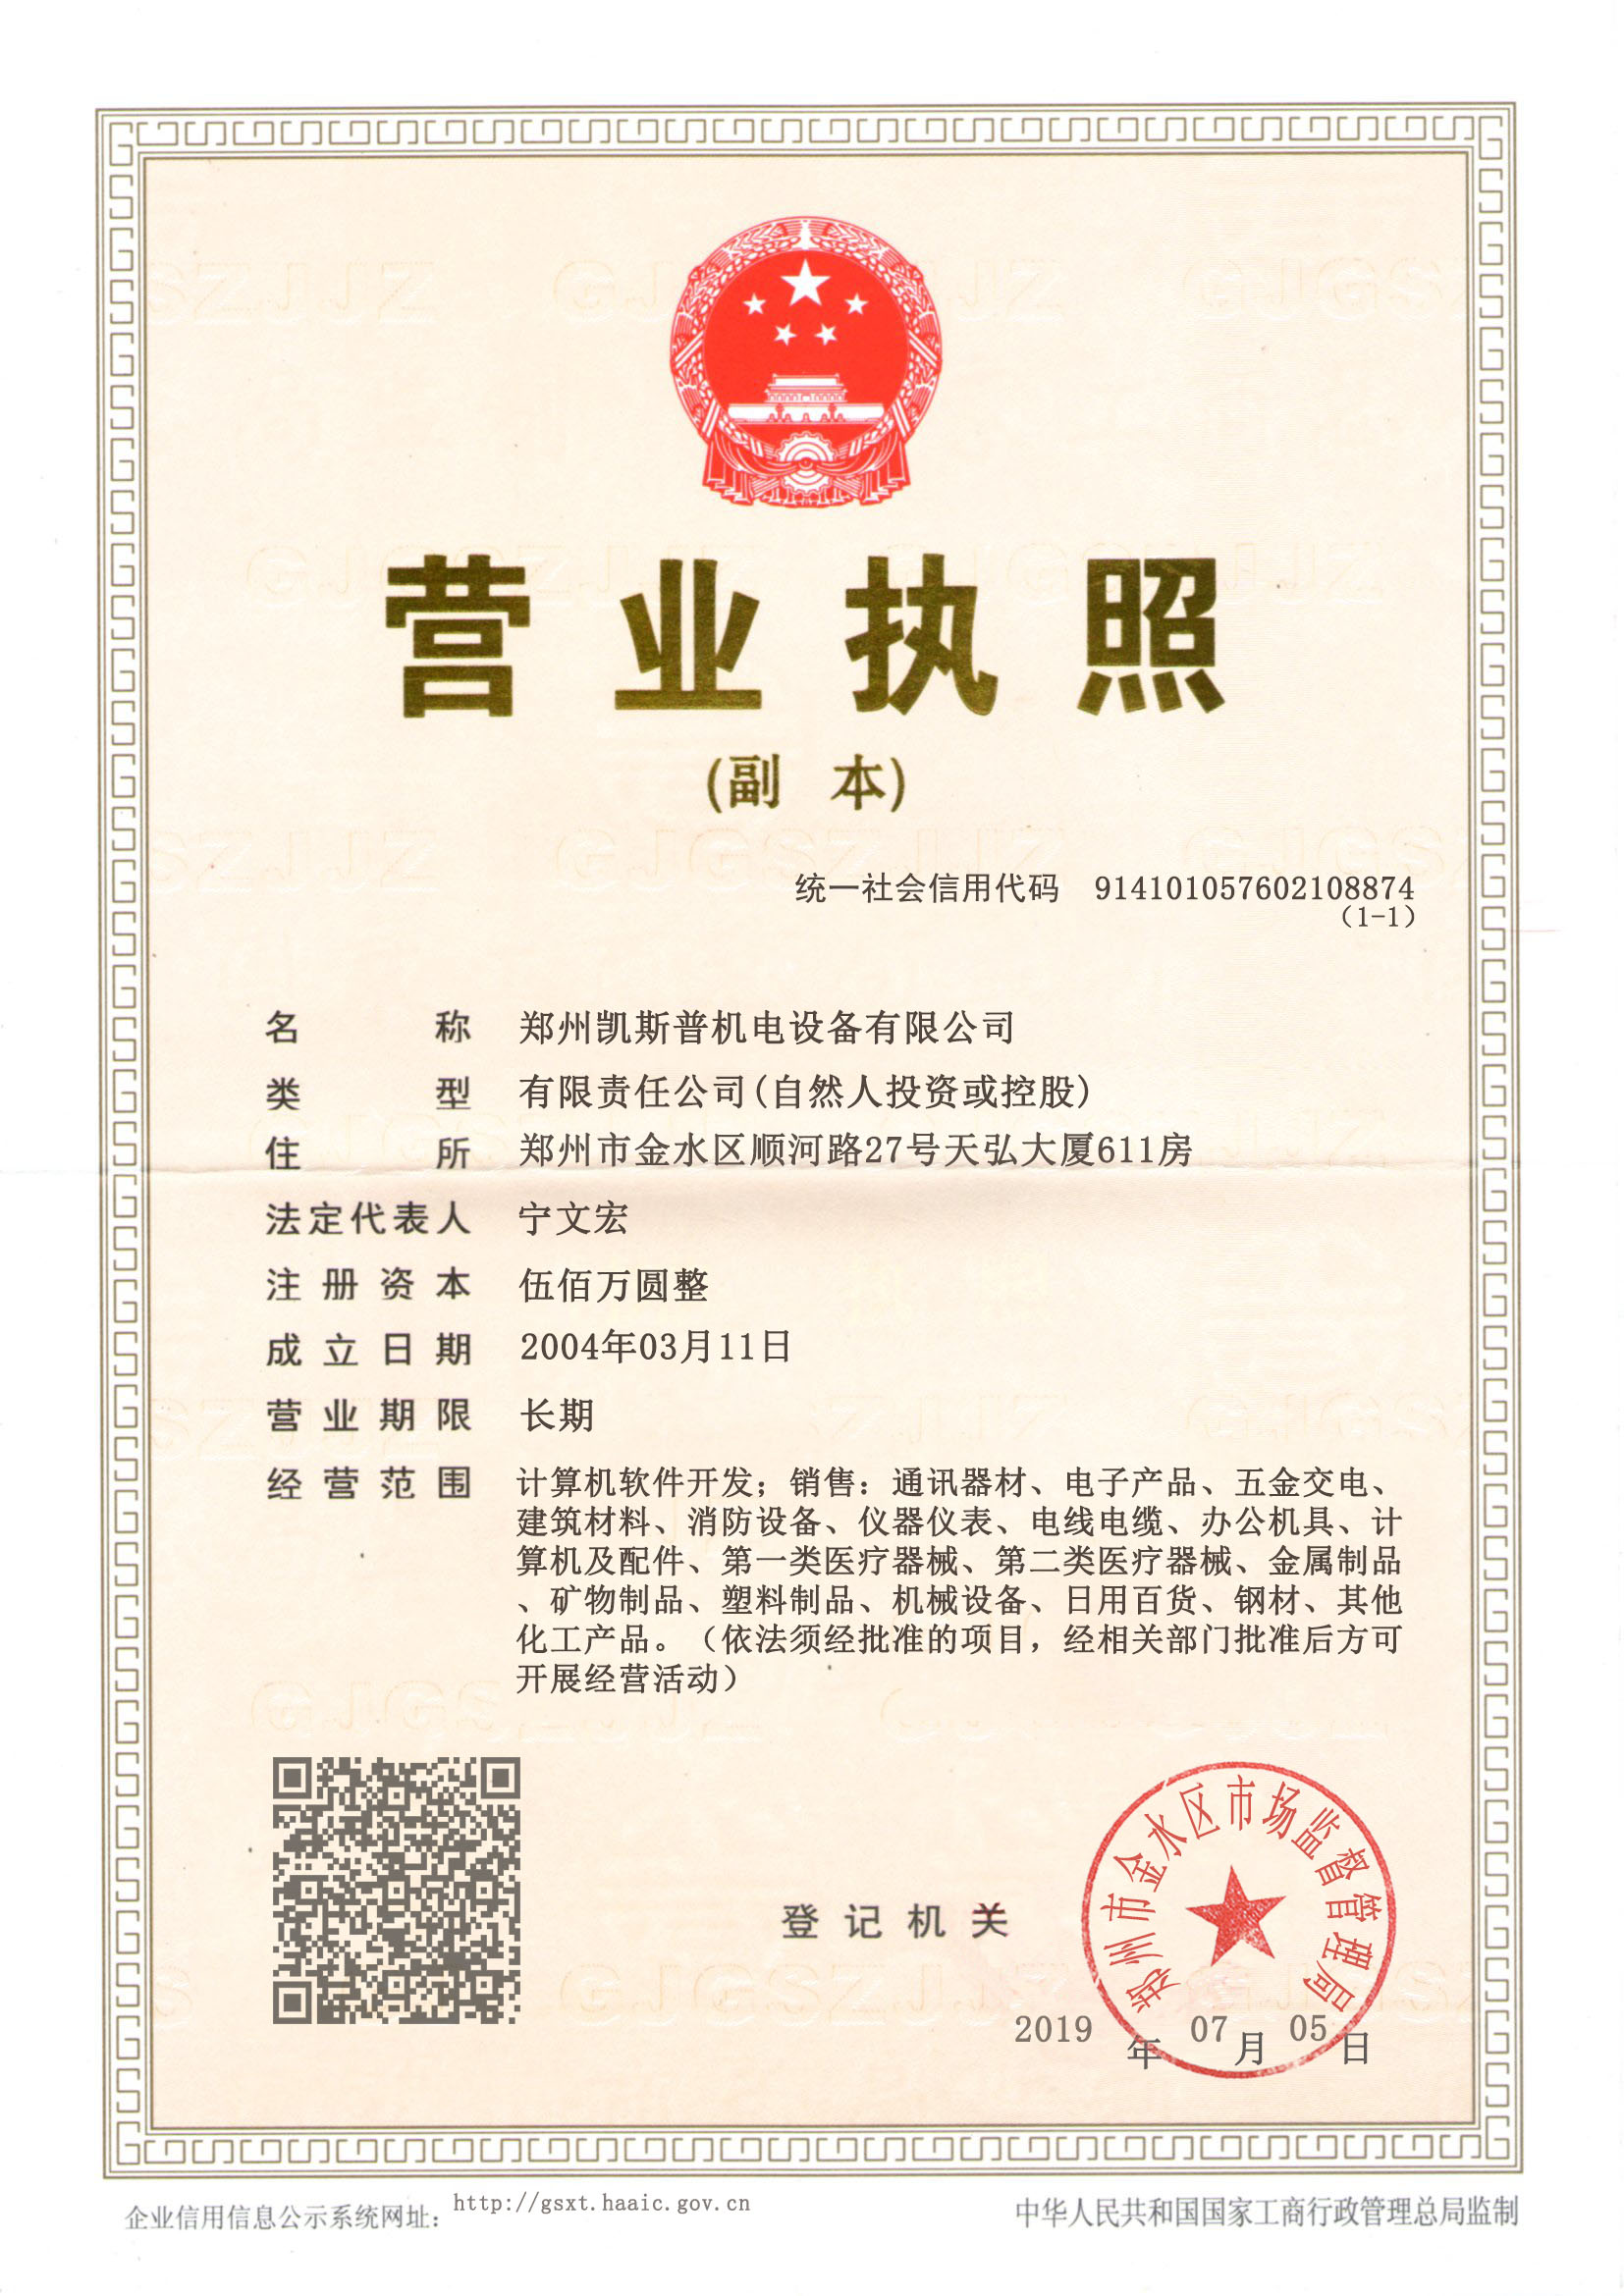 营业执照
(副 本)
统一社会信用代码 914101057602108874
(1-1)
名 称 郑州凯斯普机电设备有限公司
类 型 有限责任公司(自然人投资或控股)
住 所 郑州市金水区顺河路27号天弘大厦611房
法定代表人 宁文宏
注册资本 伍佰万圆整
成立日期 2004年03月11日
营业期限 长期
经营范围 计算机软件开发；销售：通讯器材、电子产品、五金交电、
建筑材料、消防设备、仪器仪表、电线电缆、办公机具、计
算机及配件、第一类医疗器械、第二类医疗器械、金属制品
、矿物制品、塑料制品、机械设备、日用百货、钢材、其他
化工产品。（依法须经批准的项目，经相关部门批准后方可
开展经营活动）
郑州市金水区市场监督管理局
登记机关
2019年07月05日
企业信用信息公示系统网址：http://gsxt.haaic.gov.cn
中华人民共和国国家工商行政管理总局监制